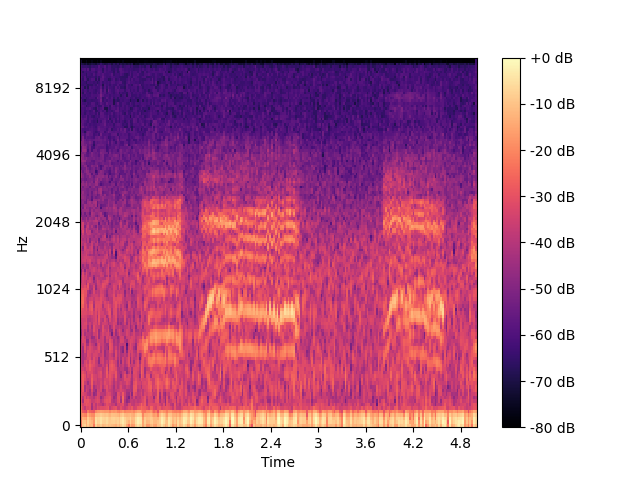 +0 dB
8192
-10 dB
4096
-20 dB
-30 dB
2048
Hz
-40 dB
1024
-50 dB
-60 dB
512
-70 dB
0
-80 dB
0 0.6 1.2 1.8 2.4 3 3.6 4.2 4.8
Time